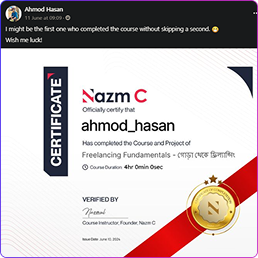 Ahmod Hasan
11 June at 09:09
I might be the first one who completed the course without skipping a second.
Wish me luck!
CERTIFICATE
Nazm C
Officially certify that
ahmod_hasan
Has completed the Course and Project of
Freelancing Fundamentals - গোড়া থেকে ফ্রিল্যান্সিং
Course Duration: 4hr 0min 0sec
VERIFIED BY
Course Instructor, Founder, Nazm C
Issue Date: June 10, 2024